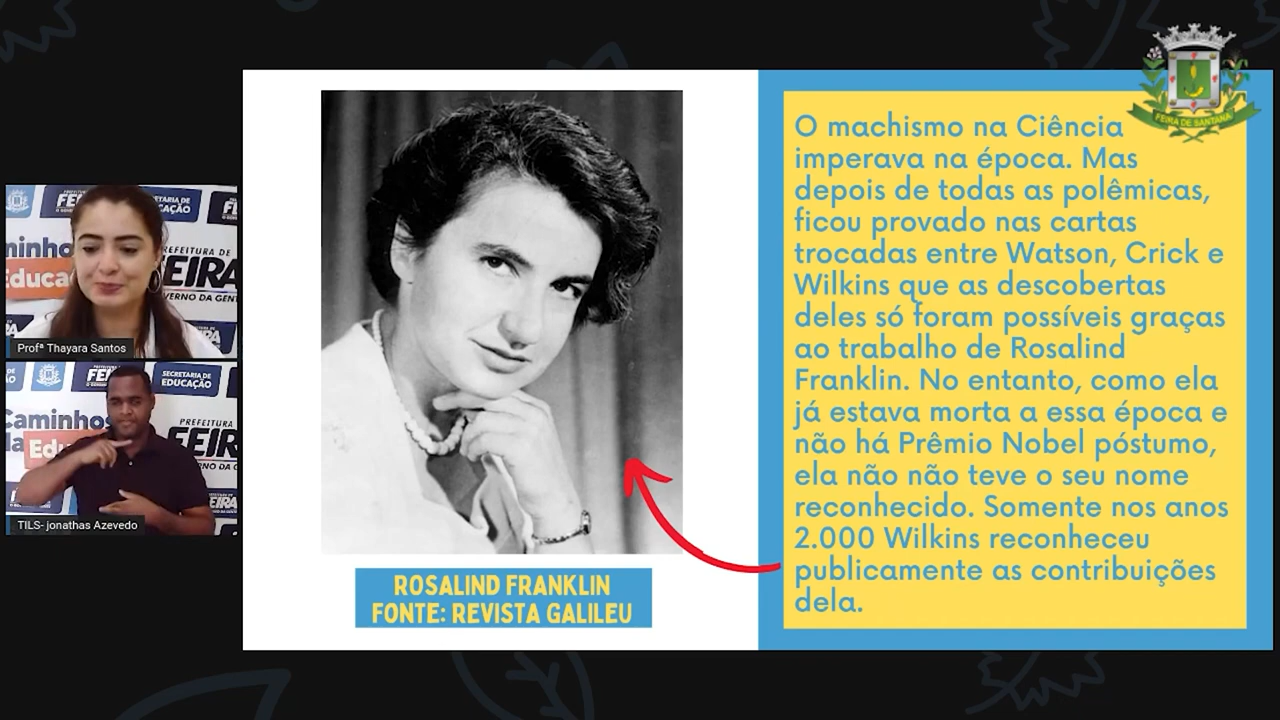 FEIRA DE SANTANA
O machismo na Ciência
imperava na época. Mas
depois de todas as polêmicas,
ficou provado nas cartas
trocadas entre Watson, Crick e
Wilkins que as descobertas
deles só foram possíveis graças
ao trabalho de Rosalind
Franklin. No entanto, como ela
já estava morta a essa época e
não há Prêmio Nobel póstumo,
ela não não teve o seu nome
reconhecido. Somente nos anos
2.000 Wilkins reconheceu
publicamente as contribuições
dela.
ROSALIND FRANKLIN
FONTE: REVISTA GALILEU
PREFEITURA DE
Profª Thayara Santos
SECRETARIA DE
EDUCAÇÃO
Caminhos
PREFEITURA DE
TILS- jonathas Azevedo